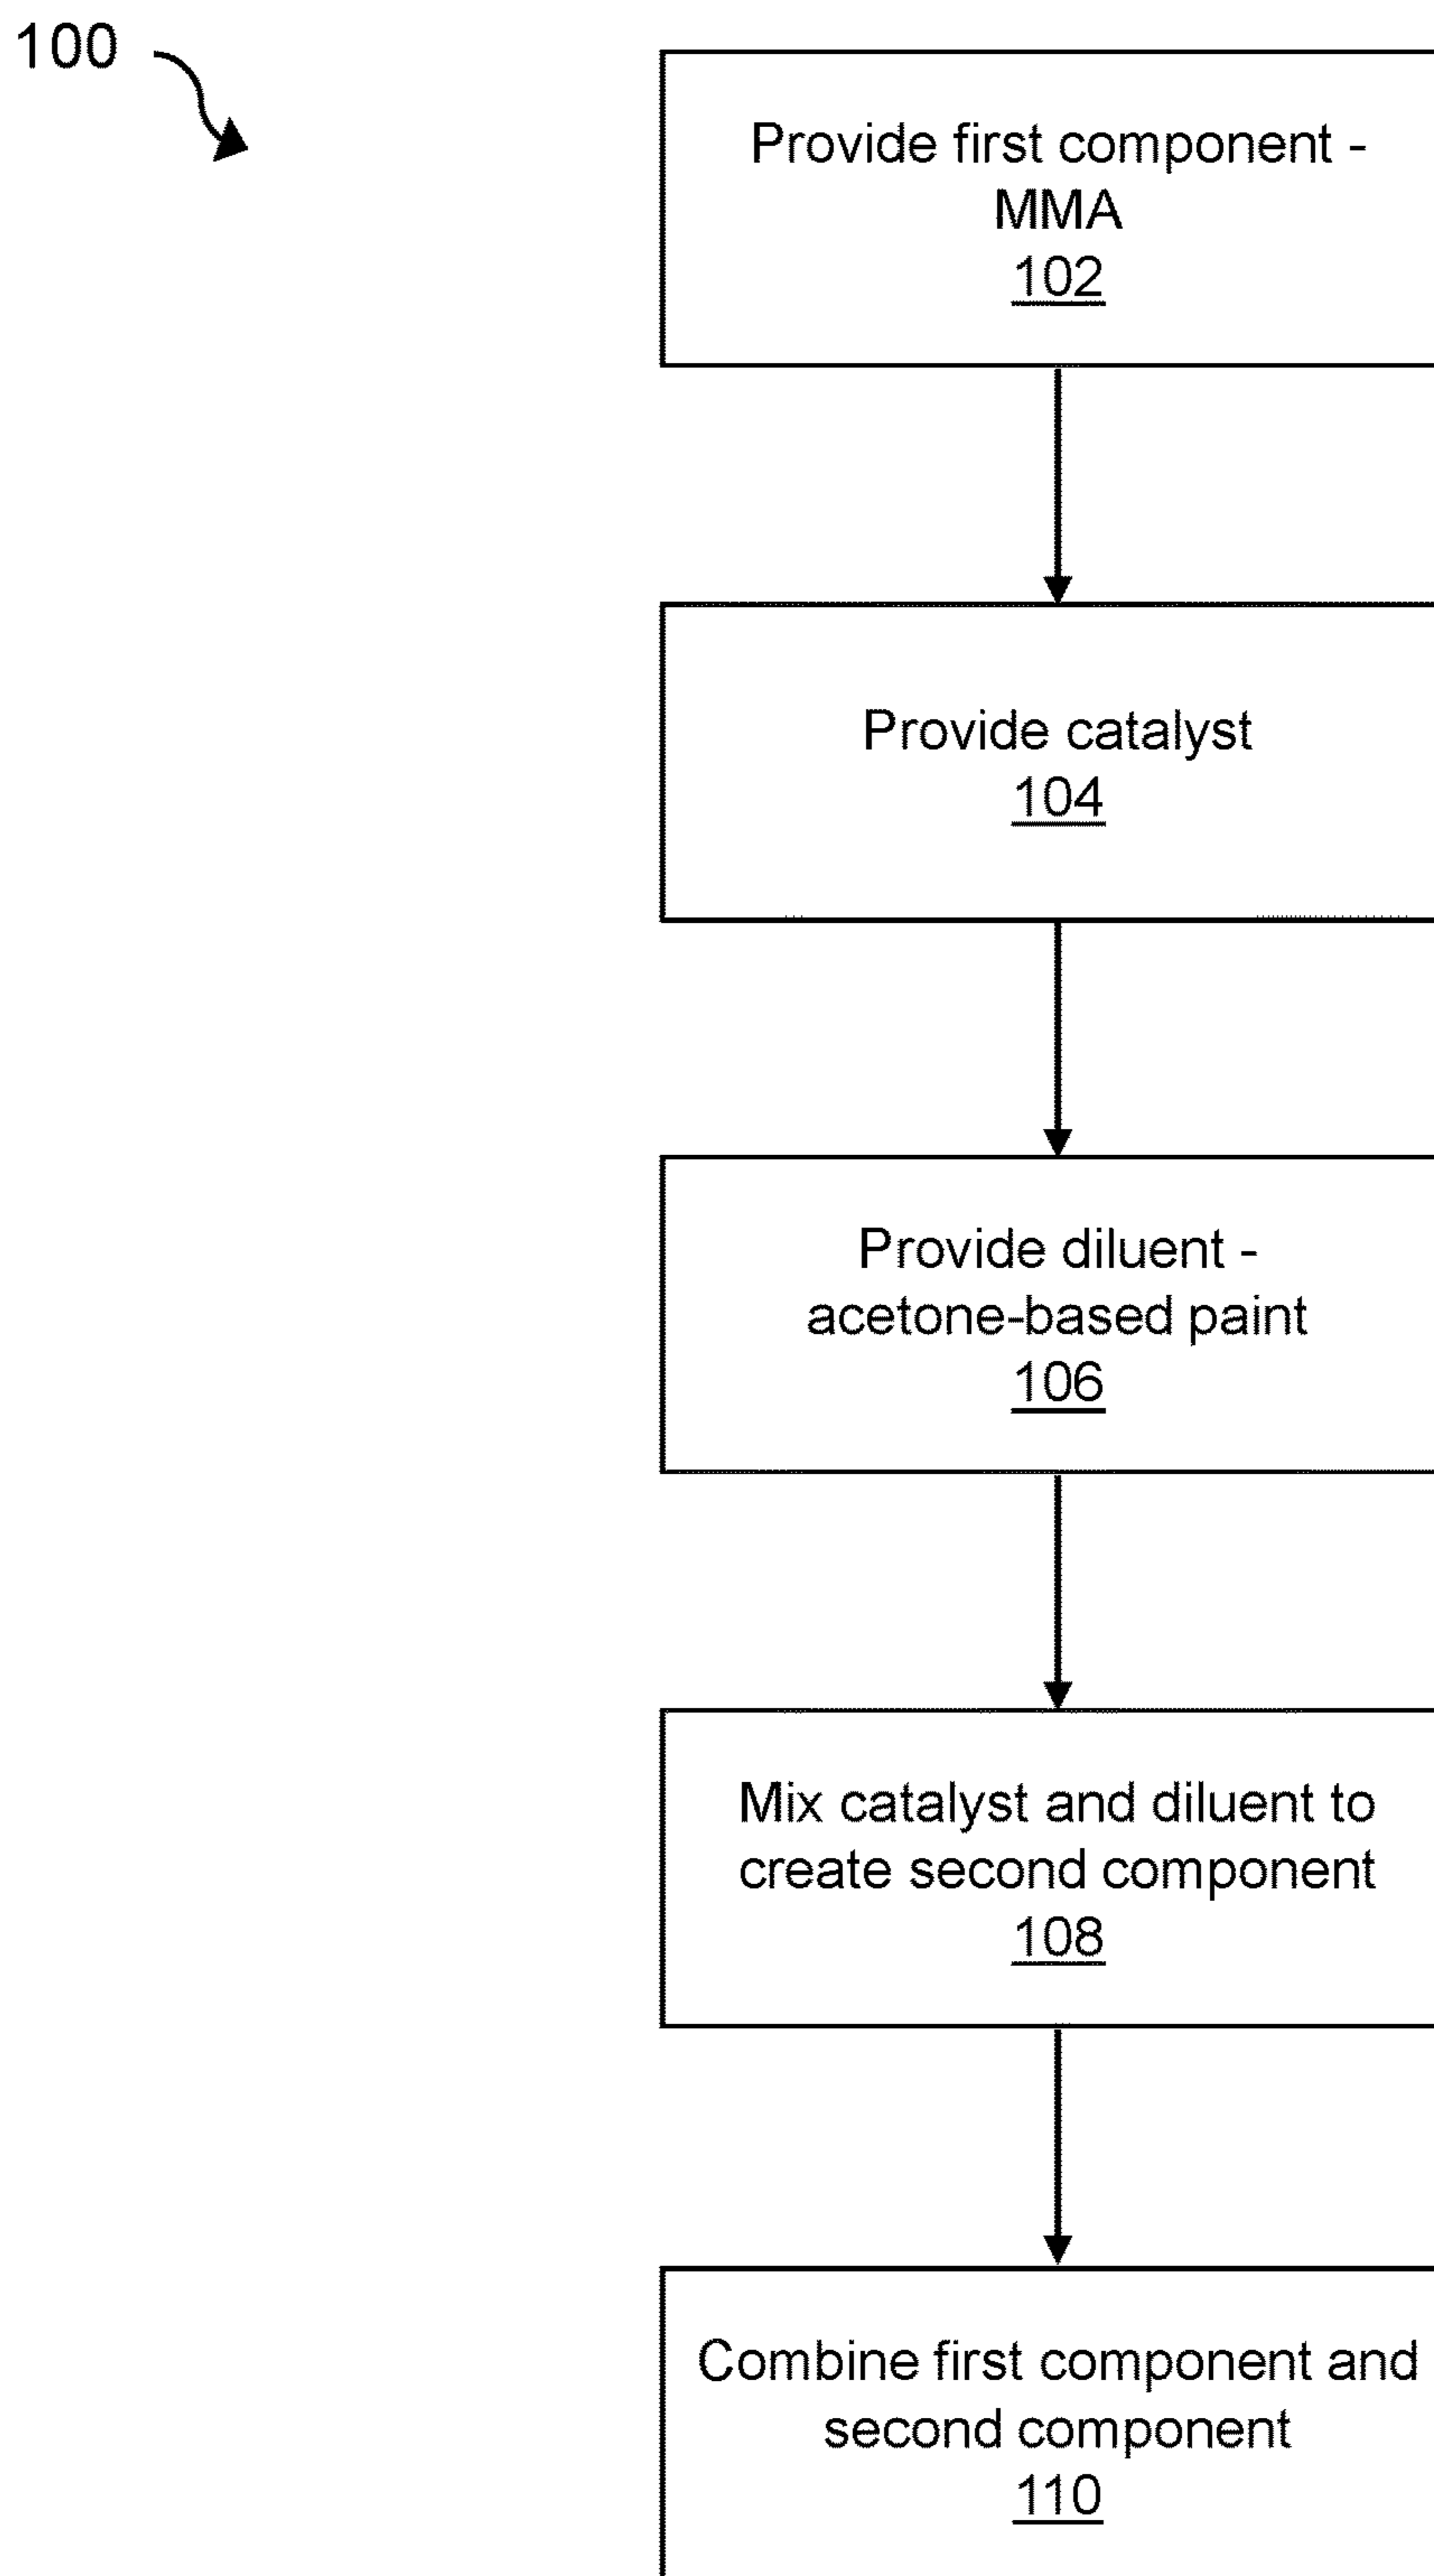 100
Provide first component -
MMA
102
Provide catalyst
104
Provide diluent -
acetone-based paint
106
Mix catalyst and diluent to
create second component
108
Combine first component and
second component
110